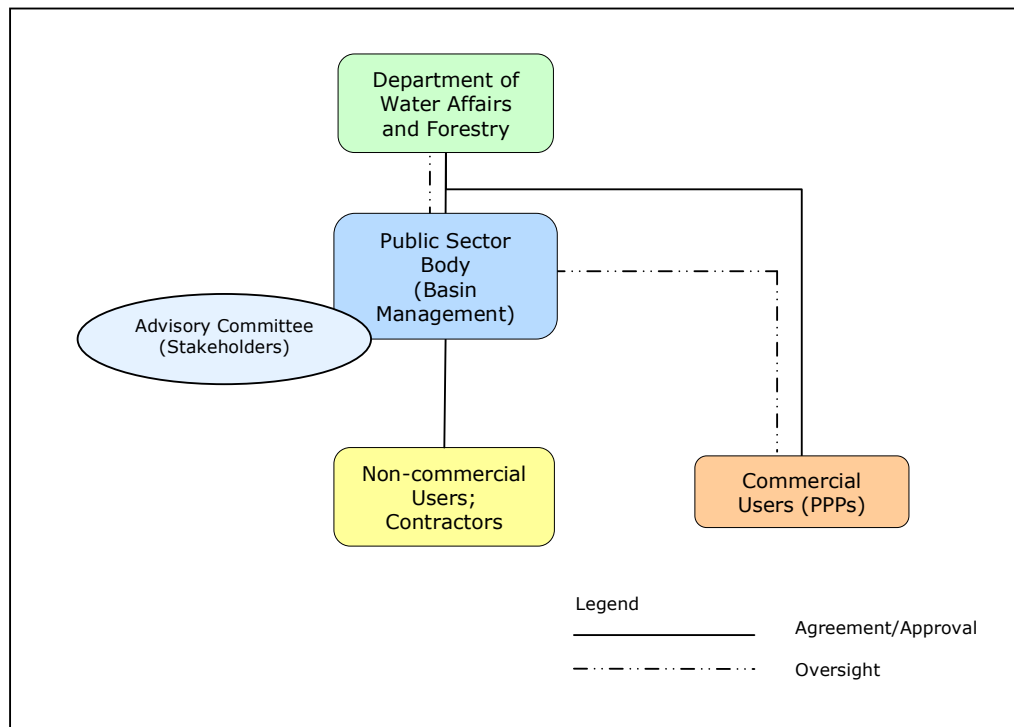 Department of
Water Affairs
and Forestry
Public Sector
Body
(Basin
Management)
Advisory Committee
(Stakeholders)
Non-commercial
Users;
Contractors
Commercial
Users (PPPs)
Legend
Agreement/Approval
Oversight